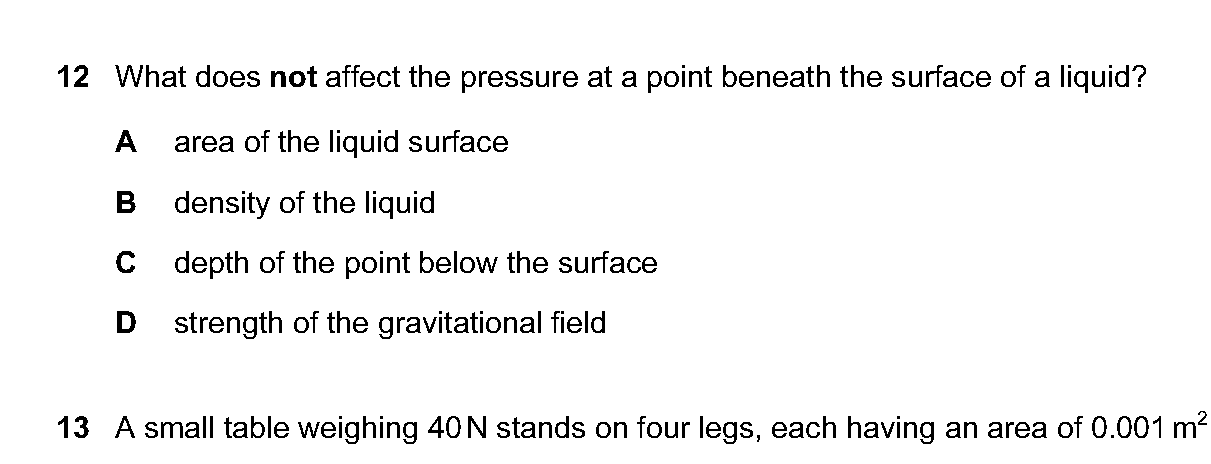 12 What does not affect the pressure at a point beneath the surface of a liquid?
A area of the liquid surface
B density of the liquid
C depth of the point below the surface
D strength of the gravitational field
13 A small table weighing 40 N stands on four legs, each having an area of 0.001 m²